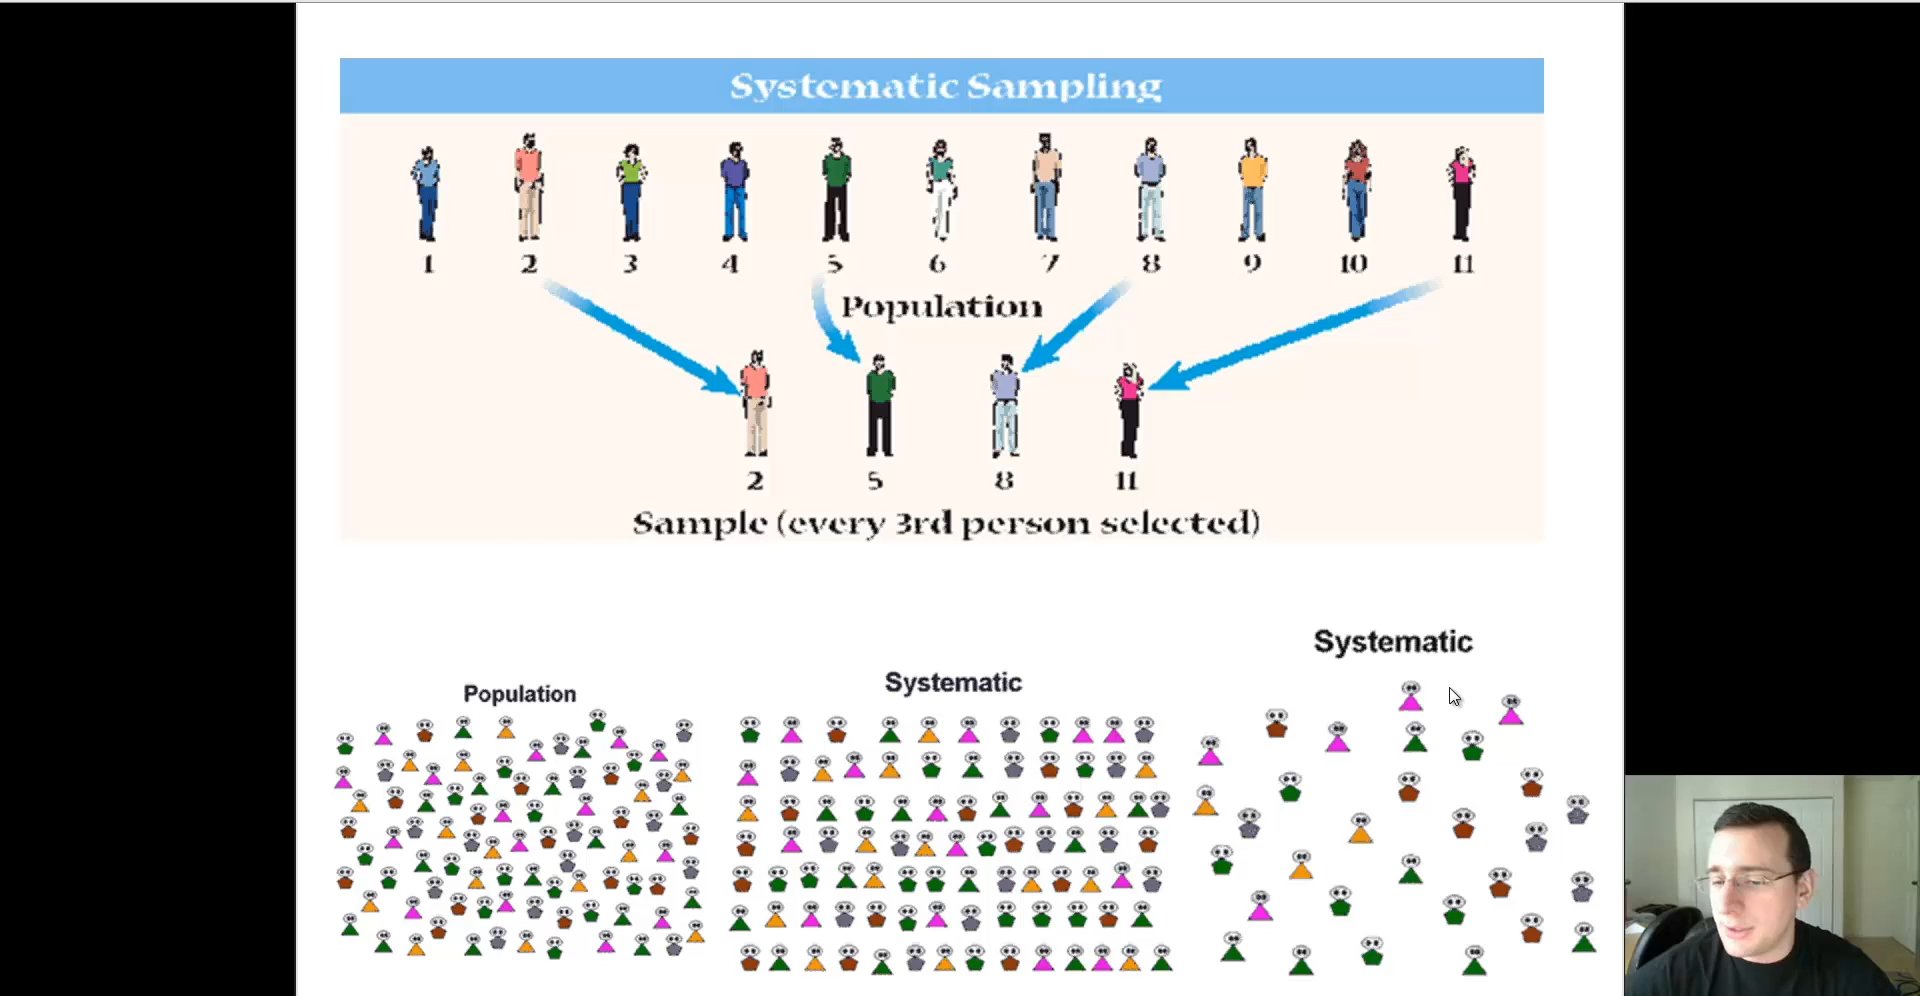 Systematic Sampling
1 2 3 4 5 6 7 8 9 10 11
Population
2 5 8 11
Sample (every 3rd person selected)
Population
Systematic
Systematic